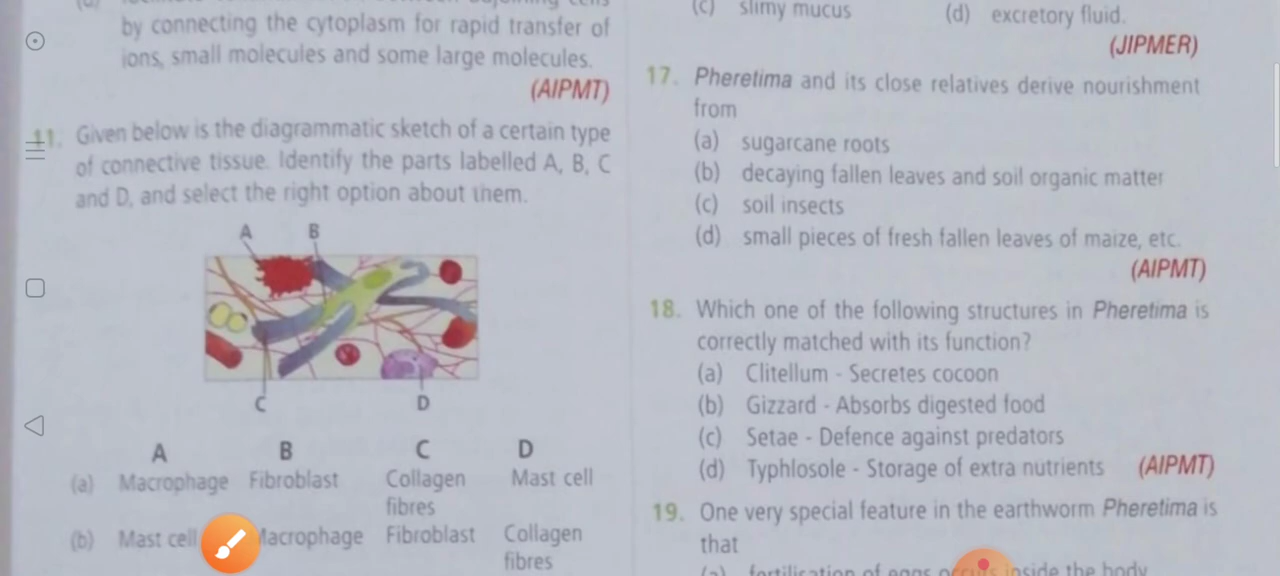 by connecting the cytoplasm for rapid transfer of
ions, small molecules and some large molecules.
(AIPMT)
11. Given below is the diagrammatic sketch of a certain type
of connective tissue. Identify the parts labelled A, B, C
and D, and select the right option about them.
A B
C D
A B C D
(a) Macrophage Fibroblast Collagen Mast cell
fibres
(b) Mast cell Macrophage Fibroblast Collagen
fibres
(c) slimy mucus (d) excretory fluid.
(JIPMER)
17. Pheretima and its close relatives derive nourishment
from
(a) sugarcane roots
(b) decaying fallen leaves and soil organic matter
(c) soil insects
(d) small pieces of fresh fallen leaves of maize, etc.
(AIPMT)
18. Which one of the following structures in Pheretima is
correctly matched with its function?
(a) Clitellum - Secretes cocoon
(b) Gizzard - Absorbs digested food
(c) Setae - Defence against predators
(d) Typhlosole - Storage of extra nutrients (AIPMT)
19. One very special feature in the earthworm Pheretima is
that
(a) fertilisation of eggs occurs inside the body